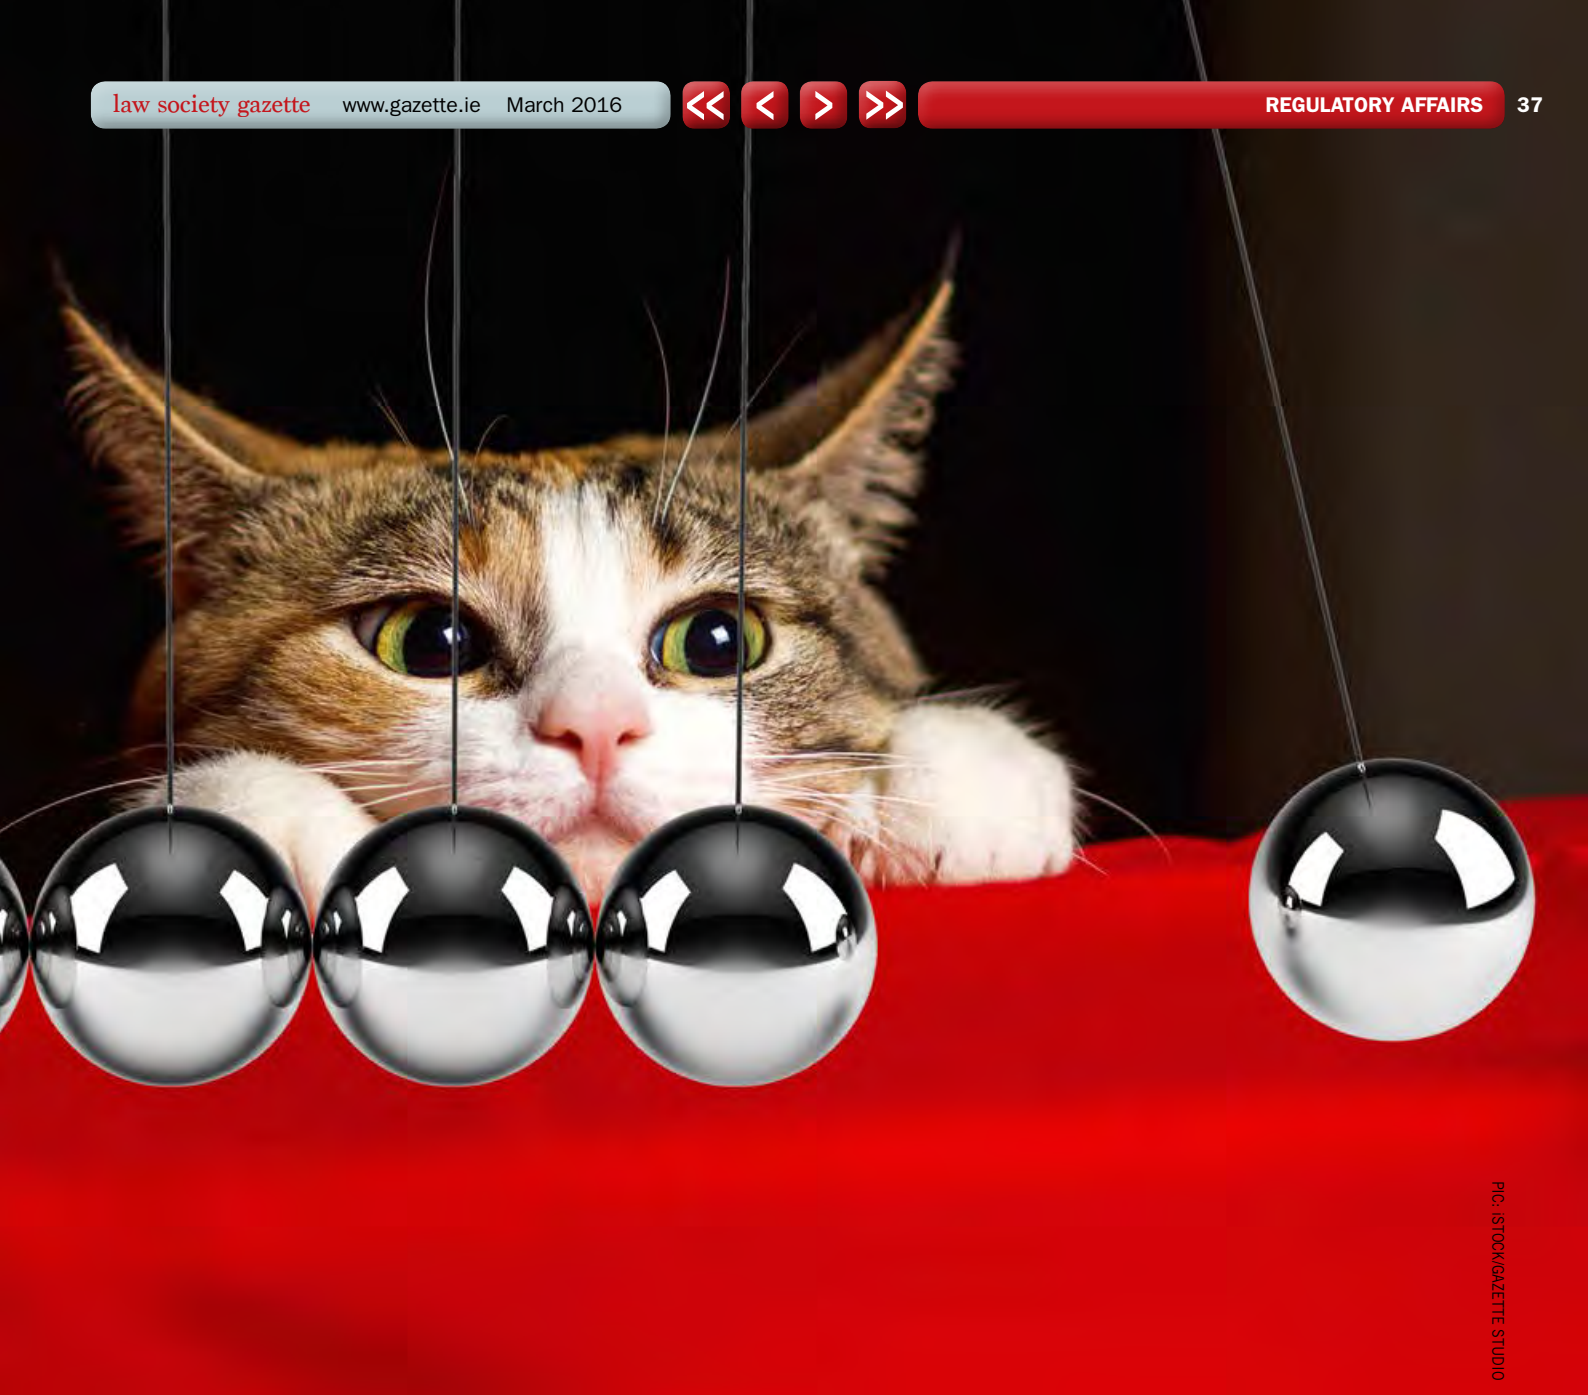 law society gazette www.gazette.ie March 2016
<< < > >>
REGULATORY AFFAIRS 37
PIC: iSTOCK/GAZETTE STUDIO